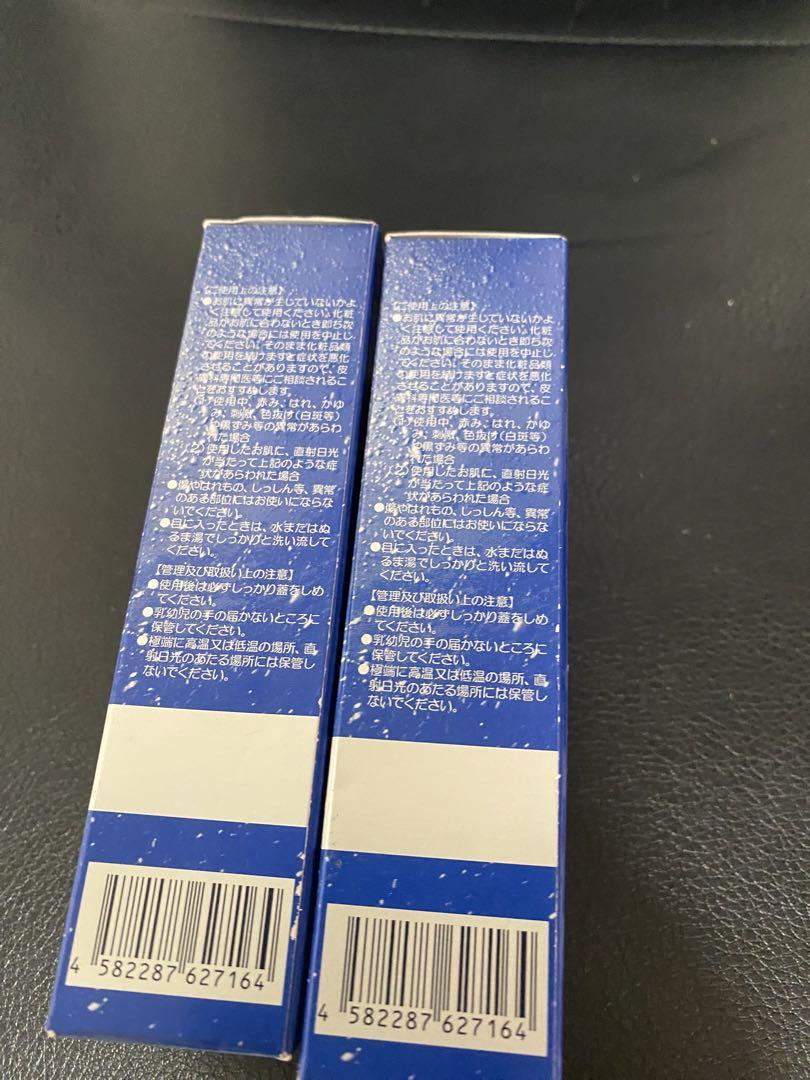 【ご使用上の注意】
●お肌に異常が生じていないかよ
く注意して使用ください。化粧
品がお肌に合わないとき即ち次
のような場合には使用を中止し
てください。そのまま化粧品類
の使用を続けますと症状を悪化
させることがありますので、皮
膚科専門医等にご相談されるこ
とをおすすめします。
(1)使用中、赤み、はれ、かゆ
み、刺激、色抜け(白斑等)
や黒ずみ等の異常があらわ
れた場合
(2)使用したお肌に、直射日光
が当たって上記のような症
状があらわれた場合
●傷やはれもの、しっしん等、異常
のある部位にはお使いにならな
いでください。
●目に入ったときは、水またはぬ
るま湯でしっかりと洗い流して
ください。
【管理及び取扱い上の注意】
●使用後は必ずしっかり蓋をしめ
てください。
●乳幼児の手の届かないところに
保管してください。
●極端に高温又は低温の場所、直
射日光のあたる場所には保管し
ないでください。
4 582287 627164
【ご使用上の注意】
●お肌に異常が生じていないかよ
く注意して使用ください。化粧
品がお肌に合わないとき即ち次
のような場合には使用を中止し
てください。そのまま化粧品類
の使用を続けますと症状を悪化
させることがありますので、皮
膚科専門医等にご相談されるこ
とをおすすめします。
(1)使用中、赤み、はれ、かゆ
み、刺激、色抜け(白斑等)
や黒ずみ等の異常があらわ
れた場合
(2)使用したお肌に、直射日光
が当たって上記のような症
状があらわれた場合
●傷やはれもの、しっしん等、異常
のある部位にはお使いにならな
いでください。
●目に入ったときは、水またはぬ
るま湯でしっかりと洗い流して
ください。
【管理及び取扱い上の注意】
●使用後は必ずしっかり蓋をしめ
てください。
●乳幼児の手の届かないところに
保管してください。
●極端に高温又は低温の場所、直
射日光のあたる場所には保管し
ないでください。
4 582287 627164